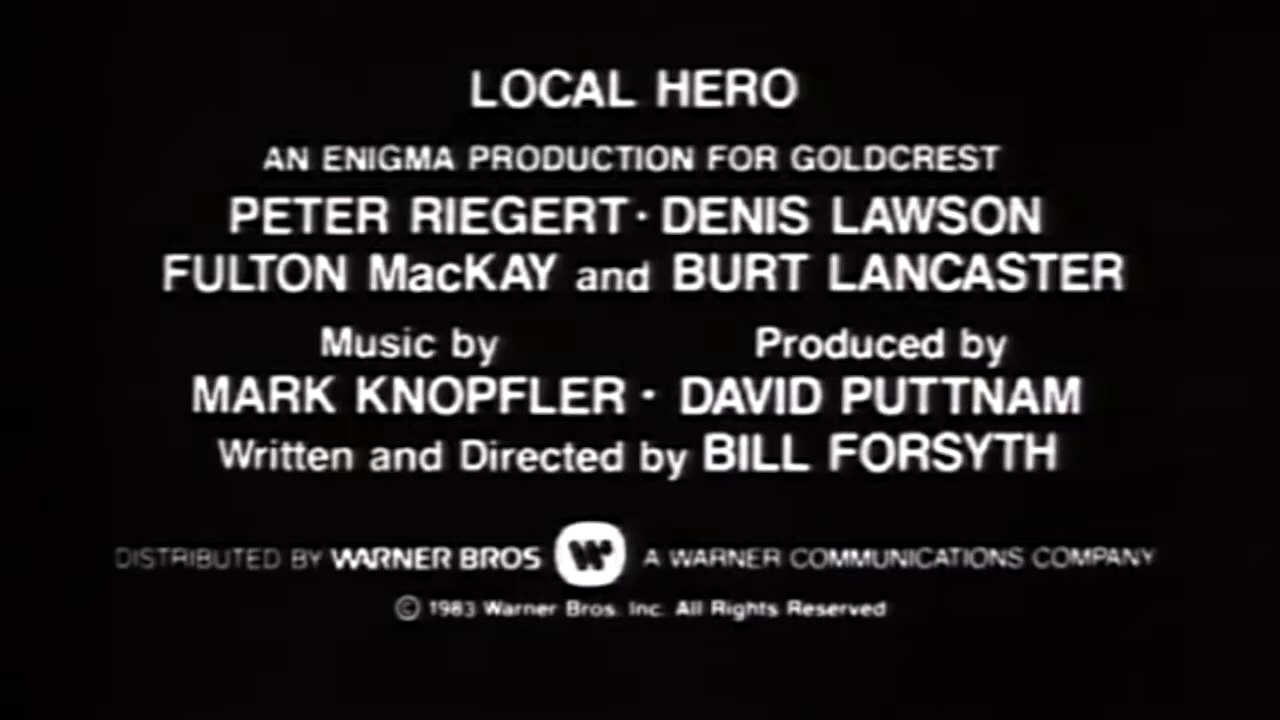 LOCAL HERO
AN ENIGMA PRODUCTION FOR GOLDCREST
PETER RIEGERT · DENIS LAWSON
FULTON MacKAY and BURT LANCASTER
Music by Produced by
MARK KNOPFLER · DAVID PUTTNAM
Written and Directed by BILL FORSYTH
DISTRIBUTED BY WARNER BROS W A WARNER COMMUNICATIONS COMPANY
© 1983 Warner Bros. Inc. All Rights Reserved